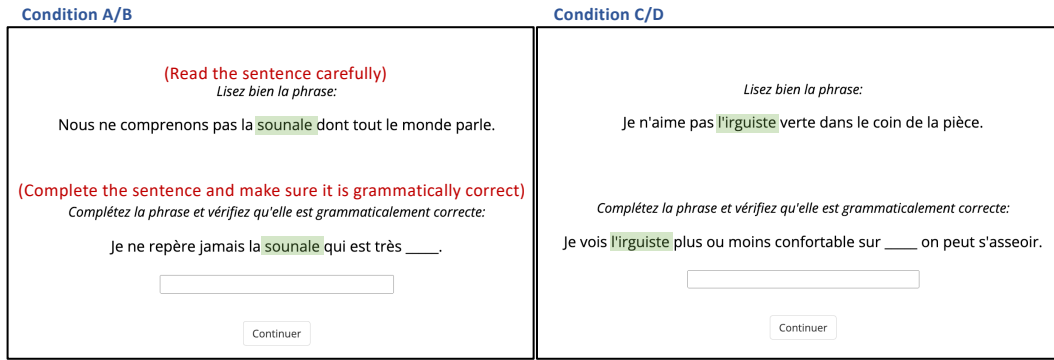 Condition A/B
(Read the sentence carefully)
Lisez bien la phrase:
Nous ne comprenons pas la sounale dont tout le monde parle.
(Complete the sentence and make sure it is grammatically correct)
Complétez la phrase et vérifiez qu'elle est grammaticalement correcte:
Je ne repère jamais la sounale qui est très _____.
Continuer
Condition C/D
Lisez bien la phrase:
Je n'aime pas l'irguiste verte dans le coin de la pièce.
Complétez la phrase et vérifiez qu'elle est grammaticalement correcte:
Je vois l'irguiste plus ou moins confortable sur _____ on peut s'asseoir.
Continuer